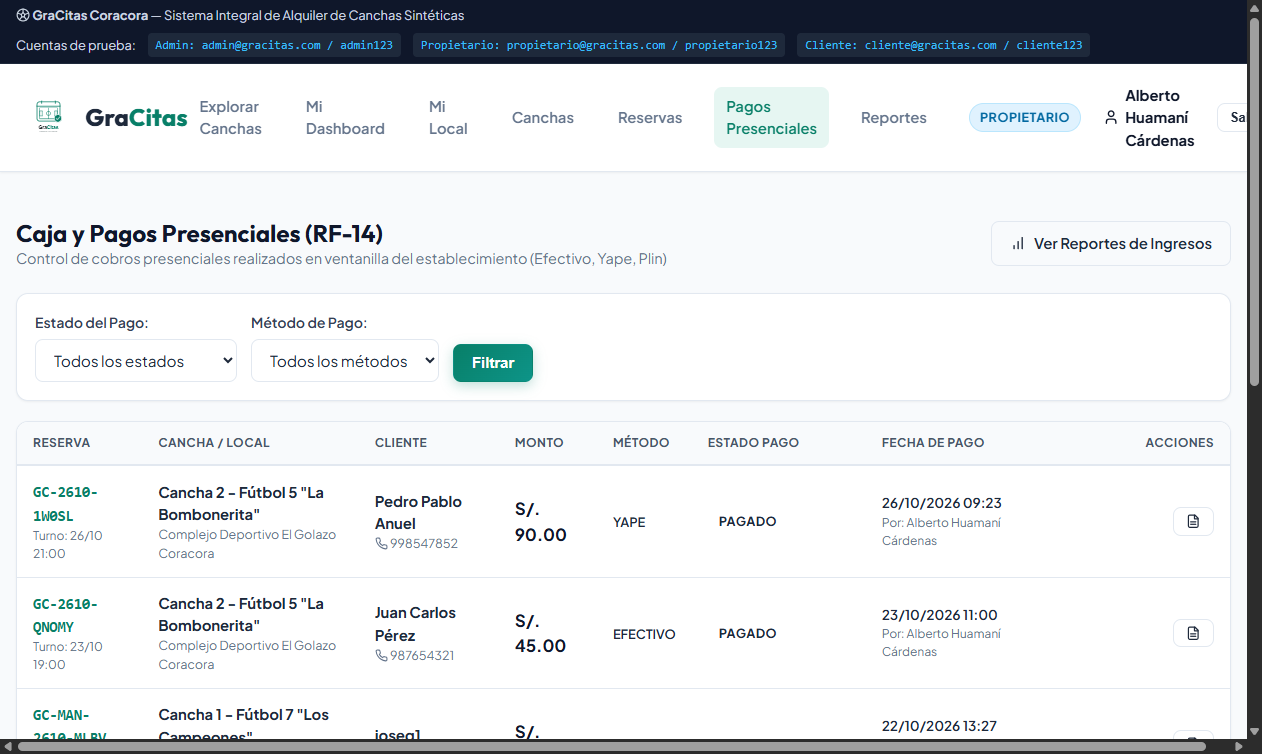 GraCitas Coracora — Sistema Integral de Alquiler de Canchas Sintéticas
Cuentas de prueba: Admin: admin@gracitas.com / admin123 Propietario: propietario@gracitas.com / propietario123 Cliente: cliente@gracitas.com / cliente123
GraCitas
GraCitas
Explorar
Canchas
Mi
Dashboard
Mi
Local
Canchas
Reservas
Pagos
Presenciales
Reportes
PROPIETARIO
Alberto
Huamaní
Cárdenas
Caja y Pagos Presenciales (RF-14)
Control de cobros presenciales realizados en ventanilla del establecimiento (Efectivo, Yape, Plin)
Ver Reportes de Ingresos
Estado del Pago: Método de Pago:
Todos los estados Todos los métodos Filtrar
RESERVA CANCHA / LOCAL CLIENTE MONTO MÉTODO ESTADO PAGO FECHA DE PAGO ACCIONES
GC-2610-
1W0SL
Turno: 26/10
21:00
Cancha 2 - Fútbol 5 "La
Bombonerita"
Complejo Deportivo El Golazo
Coracora
Pedro Pablo
Anuel
998547852
S/.
90.00
YAPE
PAGADO
26/10/2026 09:23
Por: Alberto Huamaní
Cárdenas
GC-2610-
QNOMY
Turno: 23/10
19:00
Cancha 2 - Fútbol 5 "La
Bombonerita"
Complejo Deportivo El Golazo
Coracora
Juan Carlos
Pérez
987654321
S/.
45.00
EFECTIVO
PAGADO
23/10/2026 11:00
Por: Alberto Huamaní
Cárdenas
GC-MAN-
2610-MLBV
Cancha 1 - Fútbol 7 "Los
Campeones"
joseq1
S/.
22/10/2026 13:27